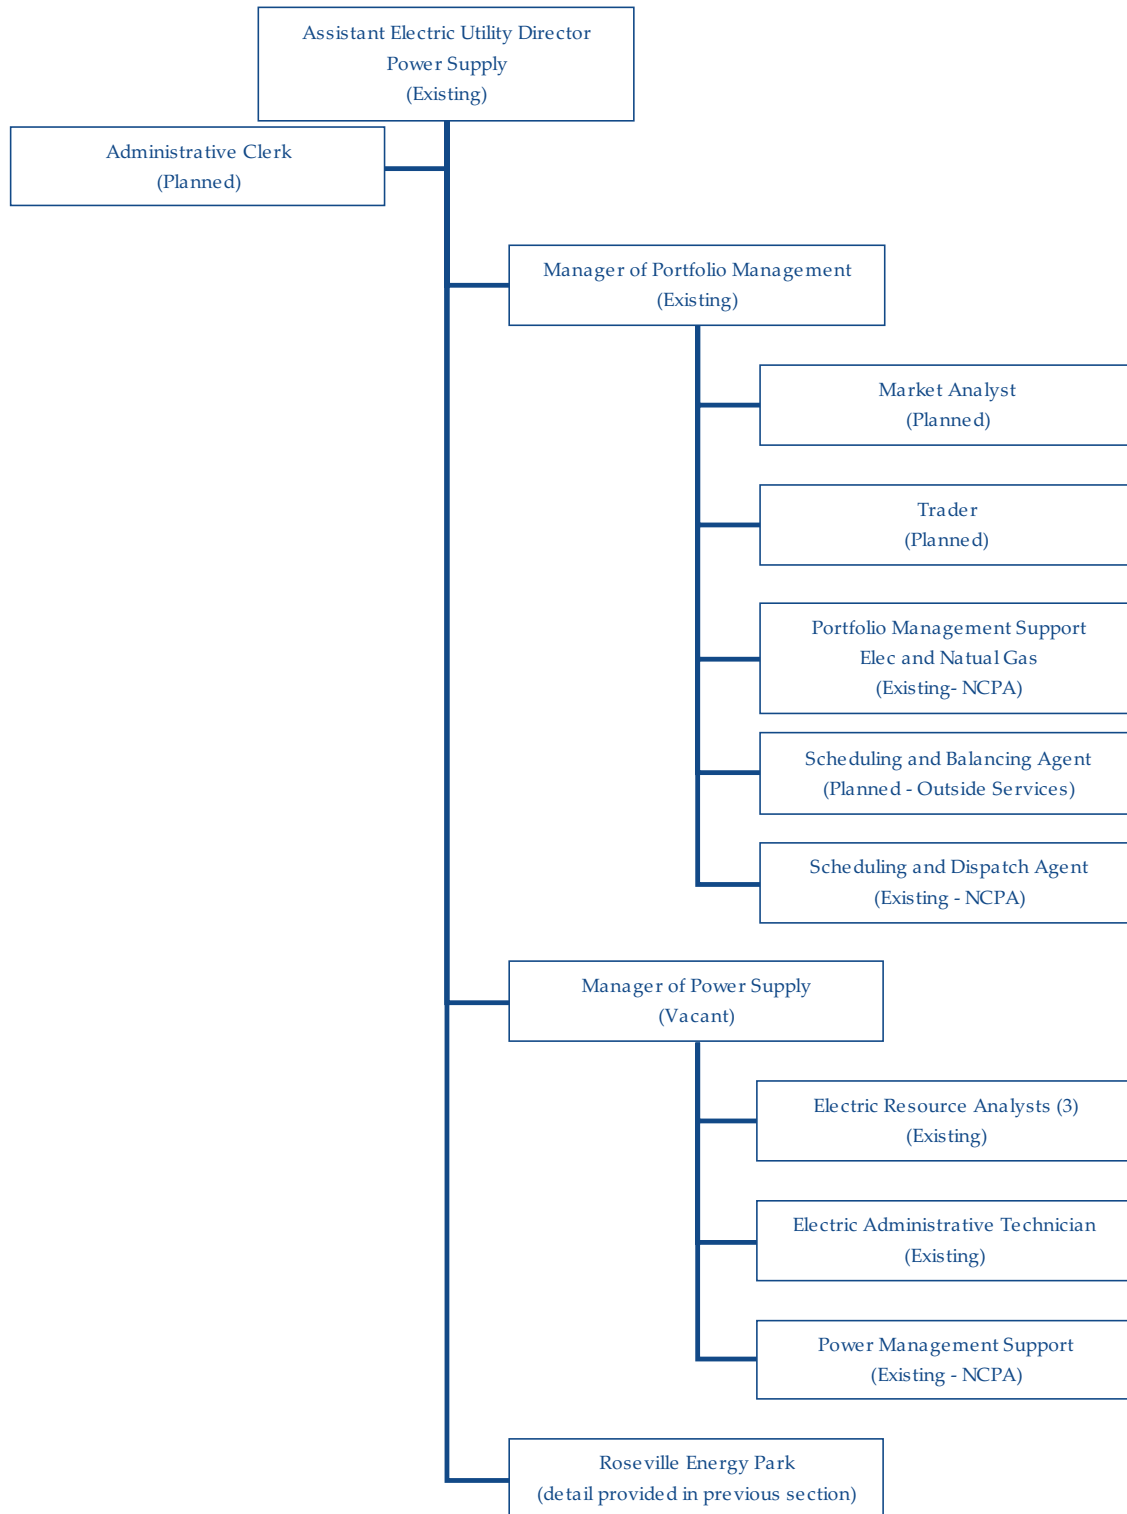 Assistant Electric Utility Director
Power Supply
(Existing)
Administrative Clerk
(Planned)
Manager of Portfolio Management
(Existing)
Market Analyst
(Planned)
Trader
(Planned)
Portfolio Management Support
Elec and Natual Gas
(Existing- NCPA)
Scheduling and Balancing Agent
(Planned - Outside Services)
Scheduling and Dispatch Agent
(Existing - NCPA)
Manager of Power Supply
(Vacant)
Electric Resource Analysts (3)
(Existing)
Electric Administrative Technician
(Existing)
Power Management Support
(Existing - NCPA)
Roseville Energy Park
(detail provided in previous section)